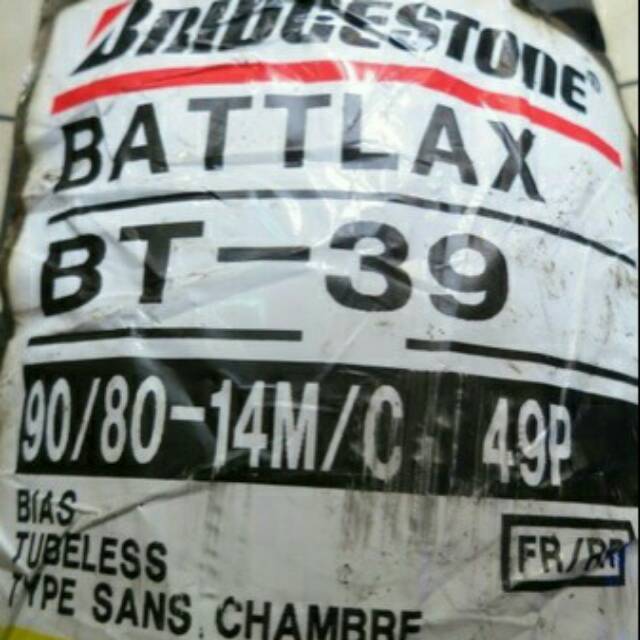 BRIDGESTONE®
BATTLAX
BT-39
90/80-14M/C 49P
BIAS
TUBELESS
TYPE SANS CHAMBRE
FR/RR